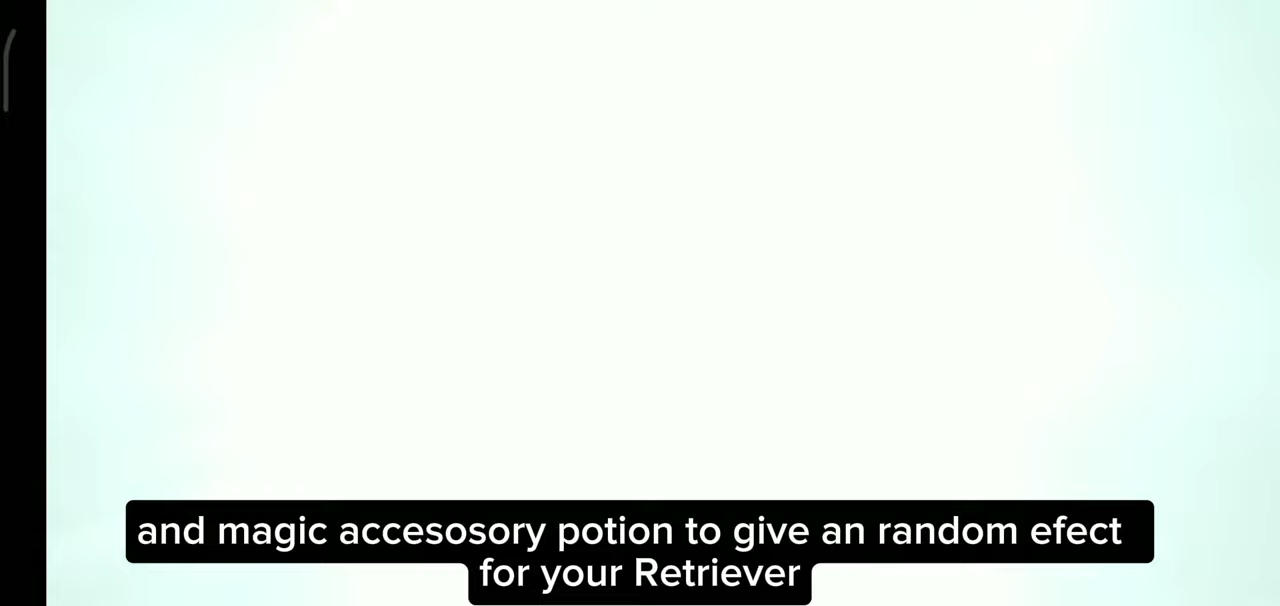 and magic accesosory potion to give an random efect
for your Retriever